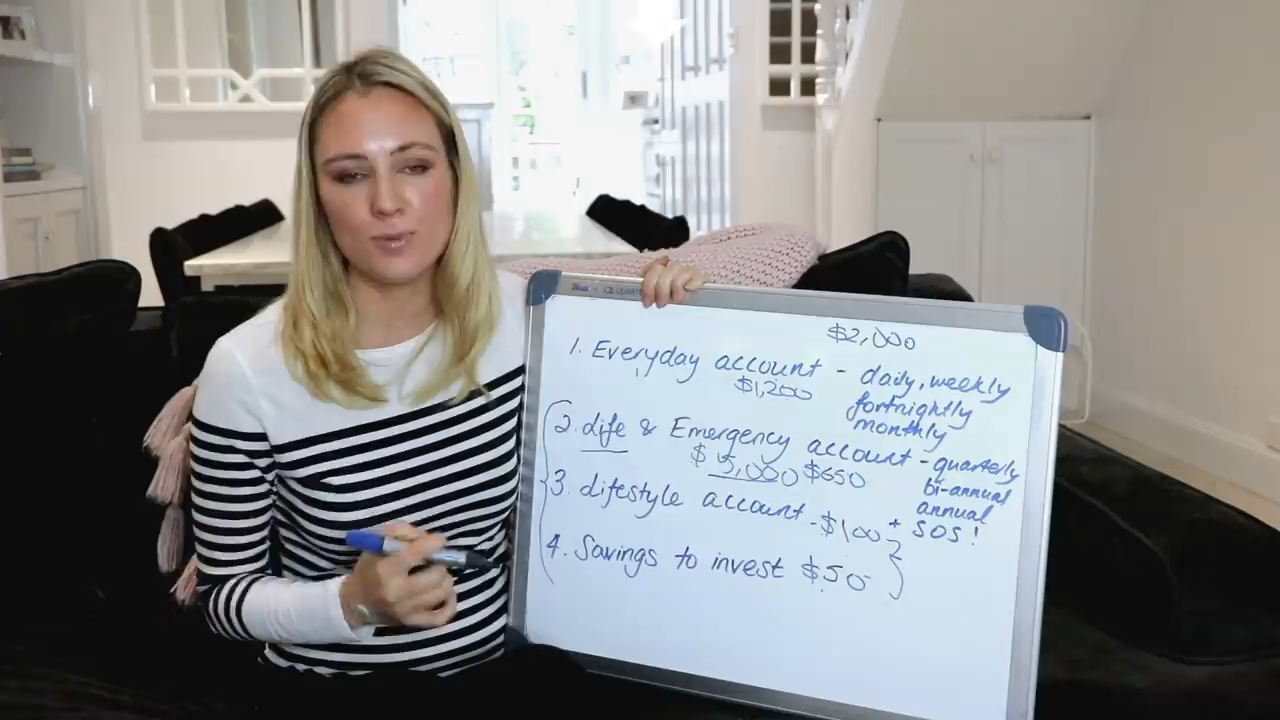 $2,000
1. Everyday account - daily, weekly
$1,200 fortnightly
monthly
2. Life & Emergency account - quarterly
$5,000 $650 bi-annual
annual
3. Lifestyle account - $100 + SOS!
4. Savings to invest $50